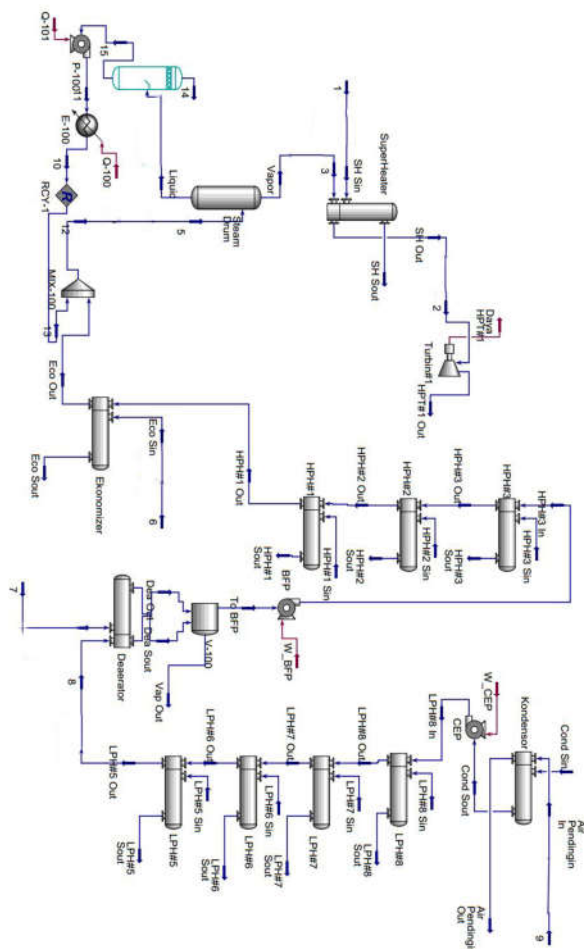 Q-101
15
P-100
11
E-100
Q-100
10
RCY-1
14
Liquid
Vapor
Steam
Drum
5
12
MIX-100
13
1
SH Sin
3
SuperHeater
SH Out
SH Sout
2
Daya
HPT#1
Turbin#1
HPT#1 Out
Eco Out
Eco Sin
Eco Sout
Ekonomizer
6
HPH#1 Out
HPH#1
HPH#1 Sin
HPH#1
Sout
HPH#2 Out
HPH#2
HPH#2 Sin
HPH#2
Sout
HPH#3 Out
HPH#3
HPH#3 Sin
HPH#3
Sout
HPH#3 In
BFP
W_BFP
To BFP
V-100
Vap Out
Dea Out
Dea Sout
Deaerator
7
8
LPH#5 Out
LPH#5
LPH#5 Sin
LPH#5
Sout
LPH#6 Out
LPH#6
LPH#6 Sin
LPH#6
Sout
LPH#7 Out
LPH#7
LPH#7 Sin
LPH#7
Sout
LPH#8 Out
LPH#8
LPH#8 Sin
LPH#8
Sout
LPH#8 In
CEP
W_CEP
Kondensor
Cond Sin
Cond Sout
Air
Pendingin
In
Air
Pendingi
Out
9